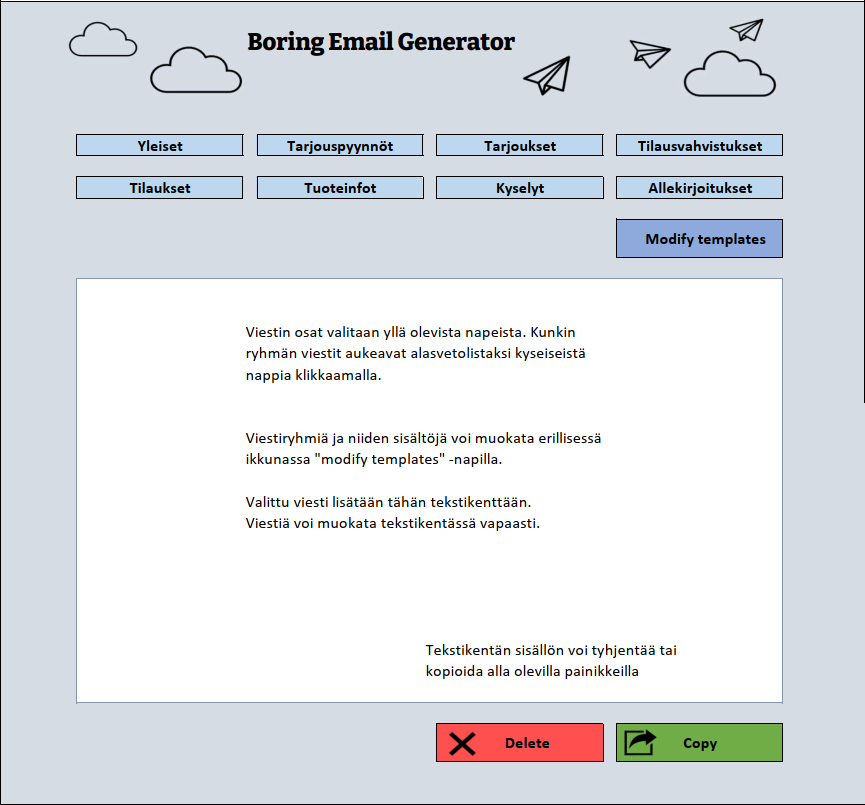 Boring Email Generator
Yleiset
Tarjouspyynnöt
Tarjoukset
Tilausvahvistukset
Tilaukset
Tuoteinfot
Kyselyt
Allekirjoitukset
Modify templates
Viestin osat valitaan yllä olevista napeista. Kunkin
ryhmän viestit aukeavat alasvetolistaksi kyseiseistä
nappia klikkaamalla.
Viestiryhmiä ja niiden sisältöjä voi muokata erillisessä
ikkunassa "modify templates" -napilla.
Valittu viesti lisätään tähän tekstikenttään.
Viestiä voi muokata tekstikentässä vapaasti.
Tekstikentän sisällön voi tyhjentää tai
kopioida alla olevilla painikkeilla
Delete
Copy